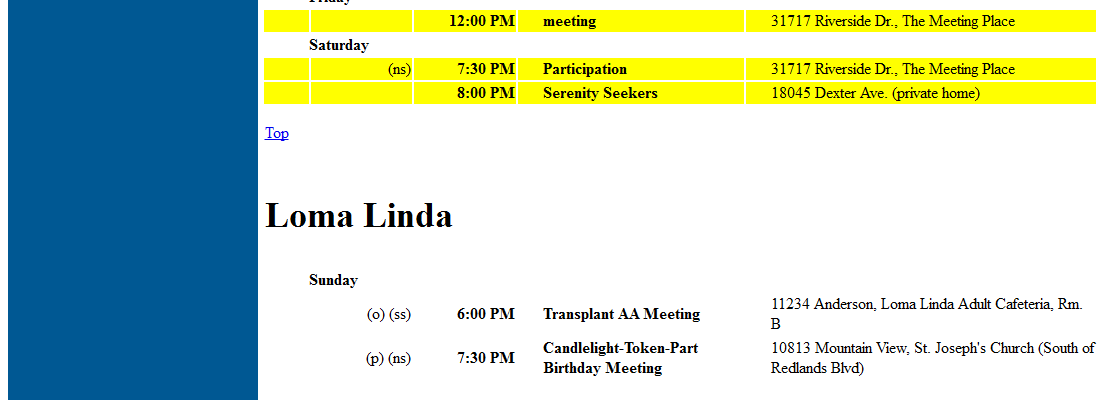 Friday
12:00 PM meeting 31717 Riverside Dr., The Meeting Place
Saturday
(ns) 7:30 PM Participation 31717 Riverside Dr., The Meeting Place
8:00 PM Serenity Seekers 18045 Dexter Ave. (private home)
Top
Loma Linda
Sunday
(o) (ss) 6:00 PM Transplant AA Meeting 11234 Anderson, Loma Linda Adult Cafeteria, Rm.
B
(p) (ns) 7:30 PM Candlelight-Token-Part 10813 Mountain View, St. Joseph's Church (South of
Birthday Meeting Redlands Blvd)